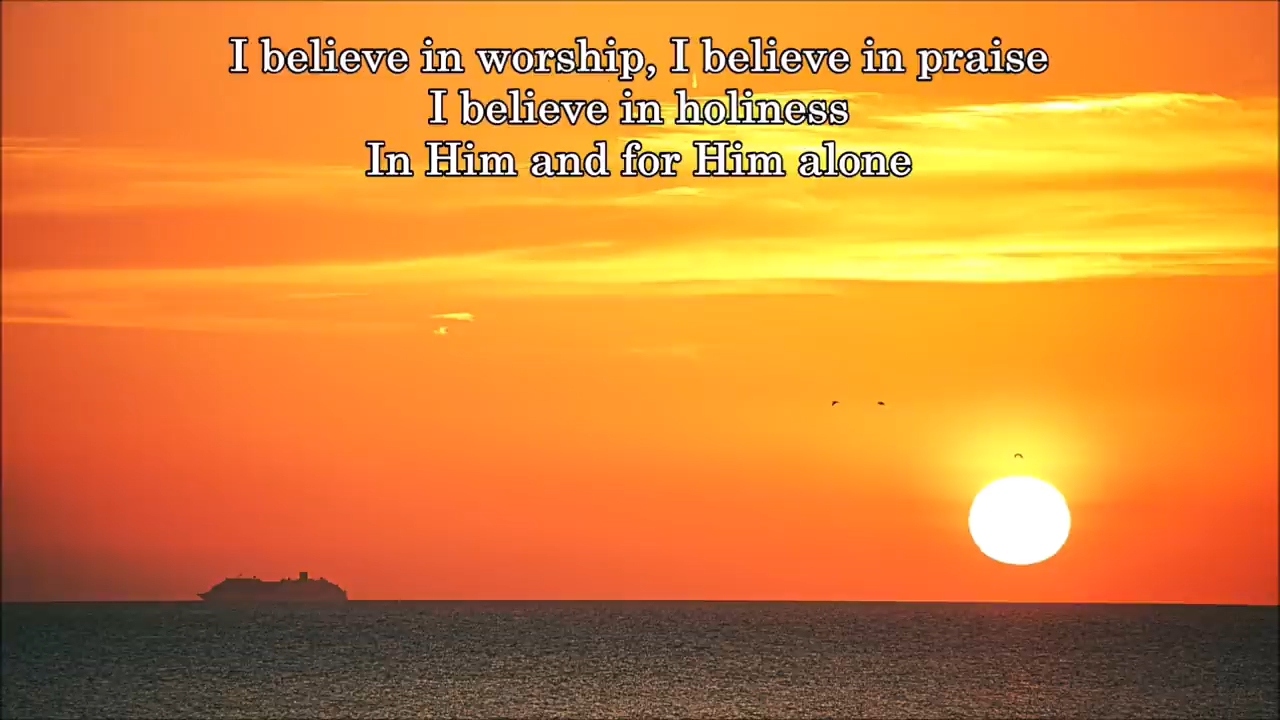 I believe in worship, I believe in praise
I believe in holiness
In Him and for Him alone